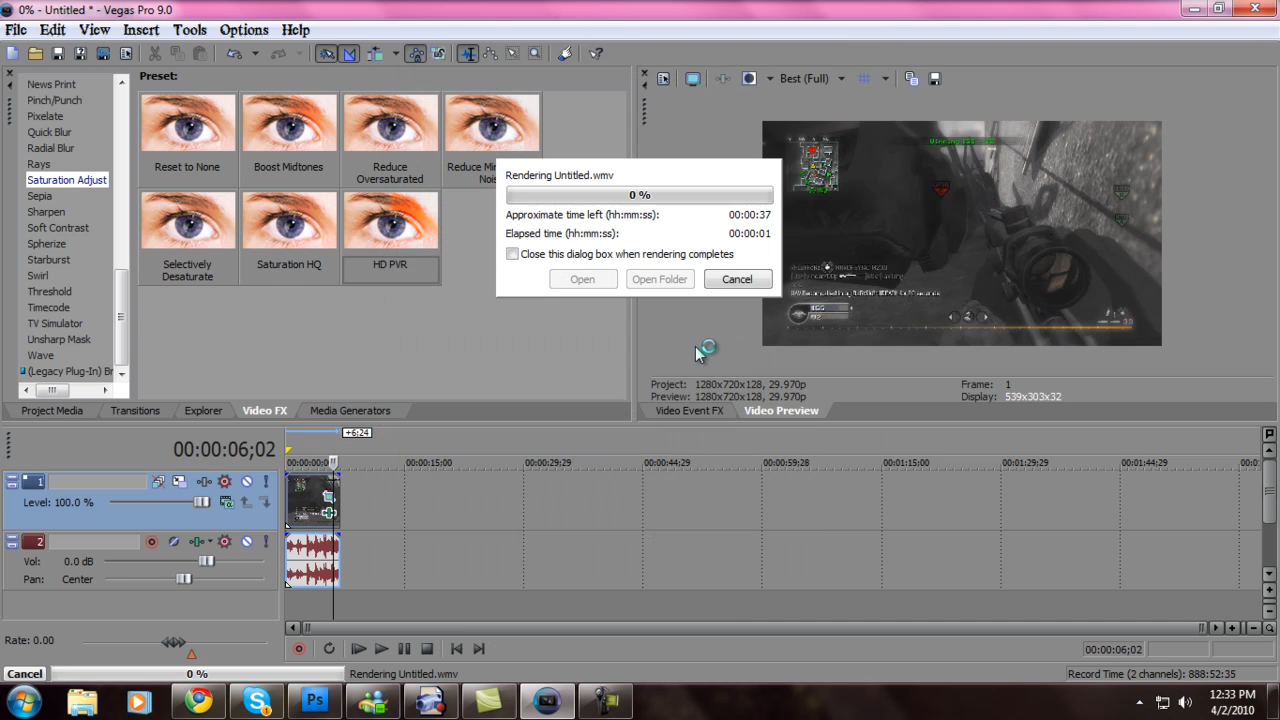 0% - Untitled * - Vegas Pro 9.0
File Edit View Insert Tools Options Help
News Print
Pinch/Punch
Pixelate
Quick Blur
Radial Blur
Rays
Saturation Adjust
Sepia
Sharpen
Soft Contrast
Spherize
Starburst
Swirl
Threshold
Timecode
TV Simulator
Unsharp Mask
Wave
(Legacy Plug-In) Br
Preset:
Reset to None
Boost Midtones
Reduce Oversaturated
Selectively Desaturate
Saturation HQ
HD PVR
Rendering Untitled.wmv
0 %
Approximate time left (hh:mm:ss): 00:00:37
Elapsed time (hh:mm:ss): 00:00:01
Close this dialog box when rendering completes
Open Open Folder Cancel
Best (Full)
Project: 1280x720x128, 29.970p Frame: 1
Preview: 1280x720x128, 29.970p Display: 539x303x32
Project Media Transitions Explorer Video FX Media Generators
Video Event FX Video Preview
00:00:06;02
+6;24
00:00:15;00 00:00:29;29 00:00:44;29 00:00:59;28 00:01:15;00 00:01:29;29 00:01:44;29
1
Level: 100.0 %
2
Vol: 0.0 dB
Pan: Center
Rate: 0.00
00:00:06;02
Cancel 0 % Rendering Untitled.wmv Record Time (2 channels): 888:52:35
Ps
12:33 PM
4/2/2010